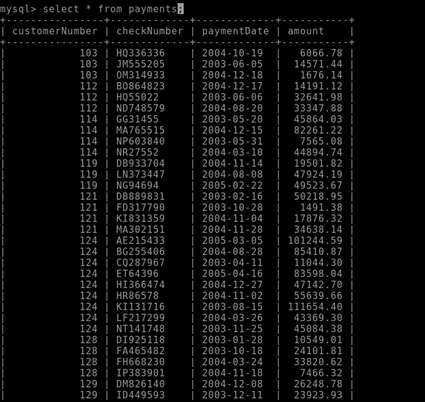 mysql> select * from payments;
+----------------+-------------+-------------+-----------+
| customerNumber | checkNumber | paymentDate | amount    |
+----------------+-------------+-------------+-----------+
|            103 | HQ336336    | 2004-10-19  |   6066.78 |
|            103 | JM555205    | 2003-06-05  |  14571.44 |
|            103 | OM314933    | 2004-12-18  |   1676.14 |
|            112 | BO864823    | 2004-12-17  |  14191.12 |
|            112 | HQ55022     | 2003-06-06  |  32641.98 |
|            112 | ND748579    | 2004-08-20  |  33347.88 |
|            114 | GG31455     | 2003-05-20  |  45864.03 |
|            114 | MA765515    | 2004-12-15  |  82261.22 |
|            114 | NP603840    | 2003-05-31  |   7565.08 |
|            114 | NR27552     | 2004-03-10  |  44894.74 |
|            119 | DB933704    | 2004-11-14  |  19501.82 |
|            119 | LN373447    | 2004-08-08  |  47924.19 |
|            119 | NG94694     | 2005-02-22  |  49523.67 |
|            121 | DB889831    | 2003-02-16  |  50218.95 |
|            121 | FD317790    | 2003-10-28  |   1491.38 |
|            121 | KI831359    | 2004-11-04  |  17876.32 |
|            121 | MA302151    | 2004-11-28  |  34638.14 |
|            124 | AE215433    | 2005-03-05  | 101244.59 |
|            124 | BG255406    | 2004-08-28  |  85410.87 |
|            124 | CQ287967    | 2003-04-11  |  11044.30 |
|            124 | ET64396     | 2005-04-16  |  83598.04 |
|            124 | HI366474    | 2004-12-27  |  47142.70 |
|            124 | HR86578     | 2004-11-02  |  55639.66 |
|            124 | KI131716    | 2003-08-15  | 111654.40 |
|            124 | LF217299    | 2004-03-26  |  43369.30 |
|            124 | NT141748    | 2003-11-25  |  45084.38 |
|            128 | DI925118    | 2003-01-28  |  10549.01 |
|            128 | FA465482    | 2003-10-18  |  24101.81 |
|            128 | FH668230    | 2004-03-24  |  33820.62 |
|            128 | IP383901    | 2004-11-18  |   7466.32 |
|            129 | DM826140    | 2004-12-08  |  26248.78 |
|            129 | ID449593    | 2003-12-11  |  23923.93 |